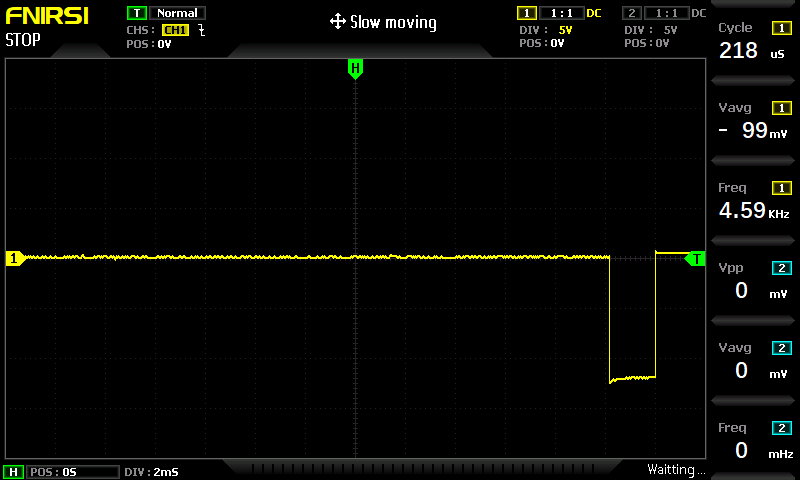 FNIRSI
STOP
T Normal
CHS: CH1
POS: 0V
Slow moving
1 1:1 DC
DIV: 5V
POS: 0V
2 1:1 DC
DIV: 5V
POS: 0V
H
1
T
Cycle 1
218 uS
Vavg 1
- 99 mV
Freq 1
4.59 KHz
Vpp 2
0 mV
Vavg 2
0 mV
Freq 2
0 mHz
H POS: 0S DIV: 2mS
Waitting...